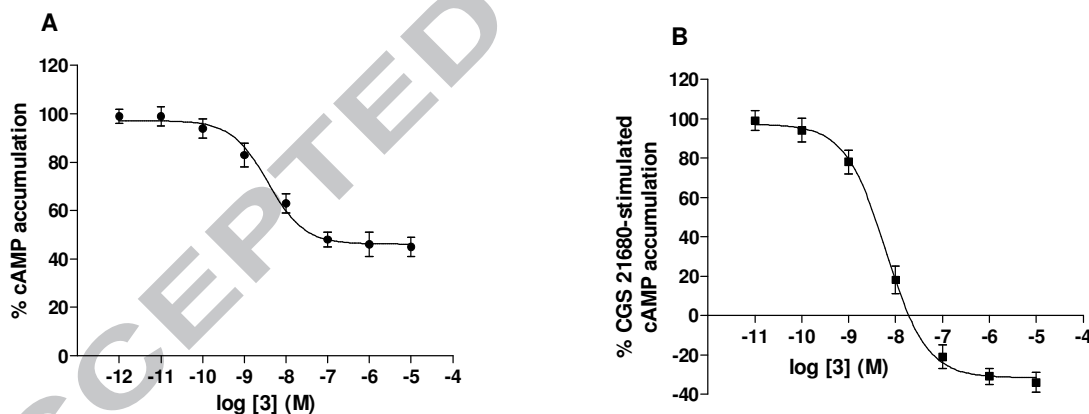 A
120
100
80
60
40
20
0
% cAMP accumulation
-12 -11 -10 -9 -8 -7 -6 -5 -4
log [3] (M)
B
120
100
80
60
40
20
0
-20
-40
% CGS 21680-stimulated
cAMP accumulation
-11 -10 -9 -8 -7 -6 -5 -4
log [3] (M)
CCEPTED